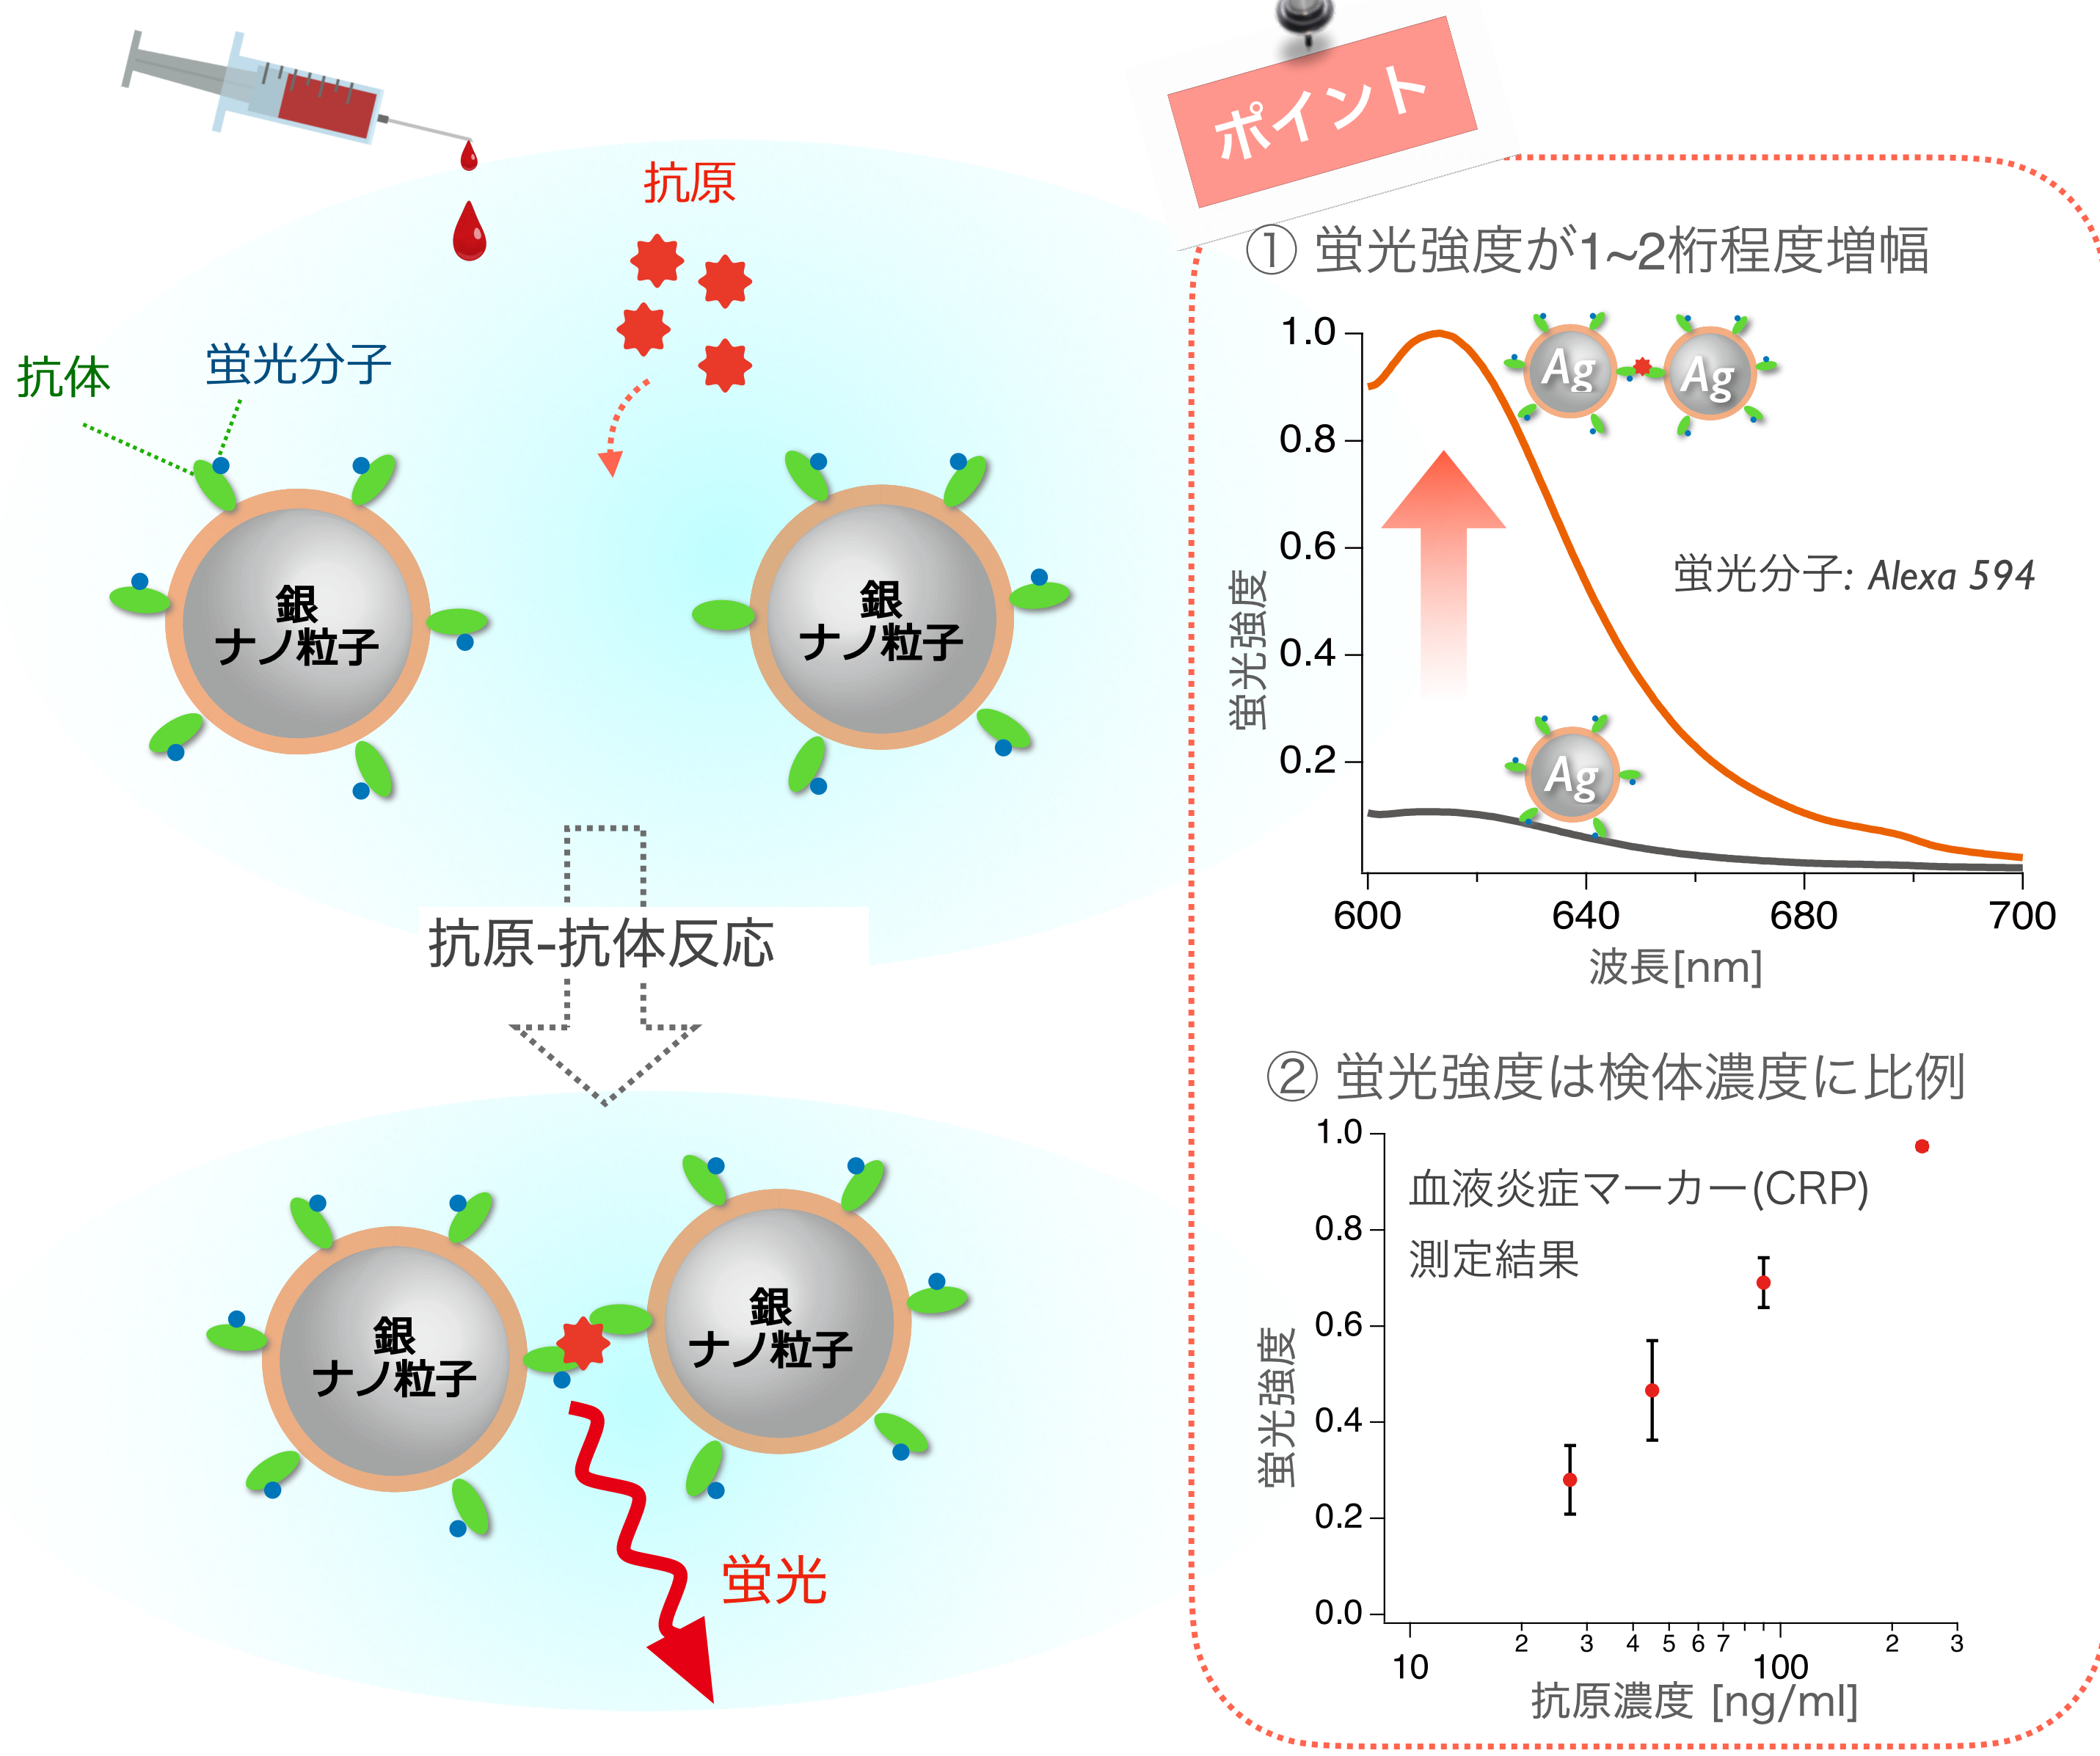 抗原
抗体
蛍光分子
銀
ナノ粒子
銀
ナノ粒子
抗原-抗体反応
銀
ナノ粒子
銀
ナノ粒子
蛍光
ポイント
① 蛍光強度が1~2桁程度増幅
1.0
0.8
0.6
0.4
0.2
蛍光強度
Ag
Ag
蛍光分子: Alexa 594
Ag
600 640 680 700
波長[nm]
② 蛍光強度は検体濃度に比例
1.0
0.8
0.6
0.4
0.2
0.0
蛍光強度
血液炎症マーカー(CRP)
測定結果
2 3 4 5 6 7 2 3
10 100
抗原濃度 [ng/ml]